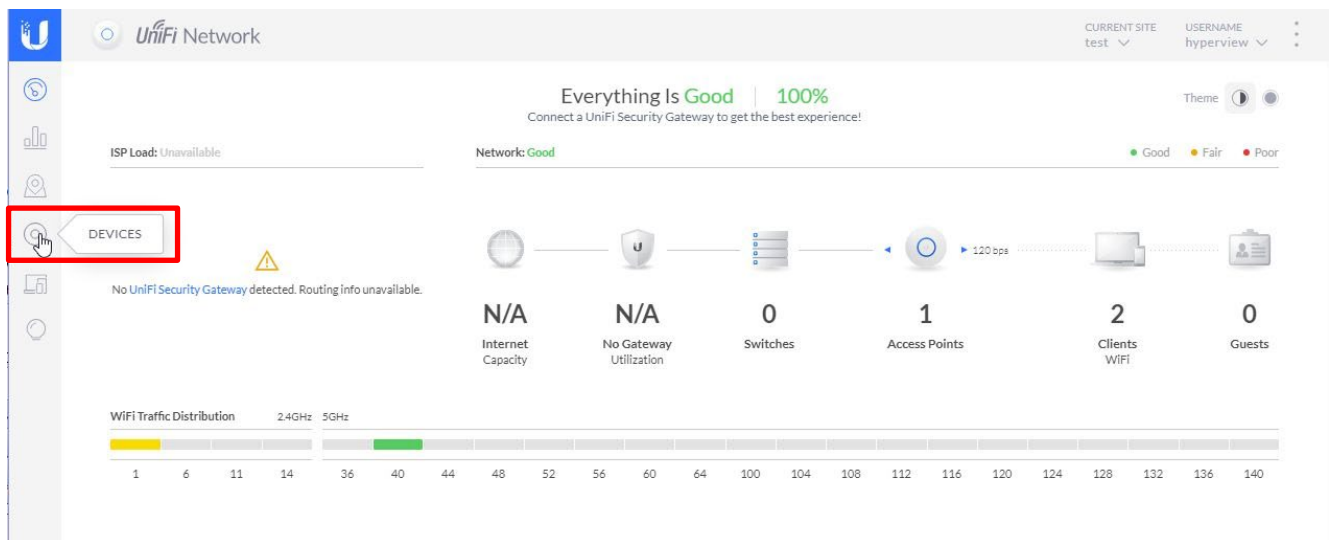 UniFi Network
CURRENT SITE
test
USERNAME
hyperview
Everything Is Good | 100%
Connect a UniFi Security Gateway to get the best experience!
Theme
ISP Load: Unavailable
Network: Good
Good
Fair
Poor
DEVICES
No UniFi Security Gateway detected. Routing info unavailable.
120 bps
N/A
Internet
Capacity
N/A
No Gateway
Utilization
0
Switches
1
Access Points
2
Clients
WiFi
0
Guests
WiFi Traffic Distribution 2.4GHz 5GHz
1 6 11 14 36 40 44 48 52 56 60 64 100 104 108 112 116 120 124 128 132 136 140